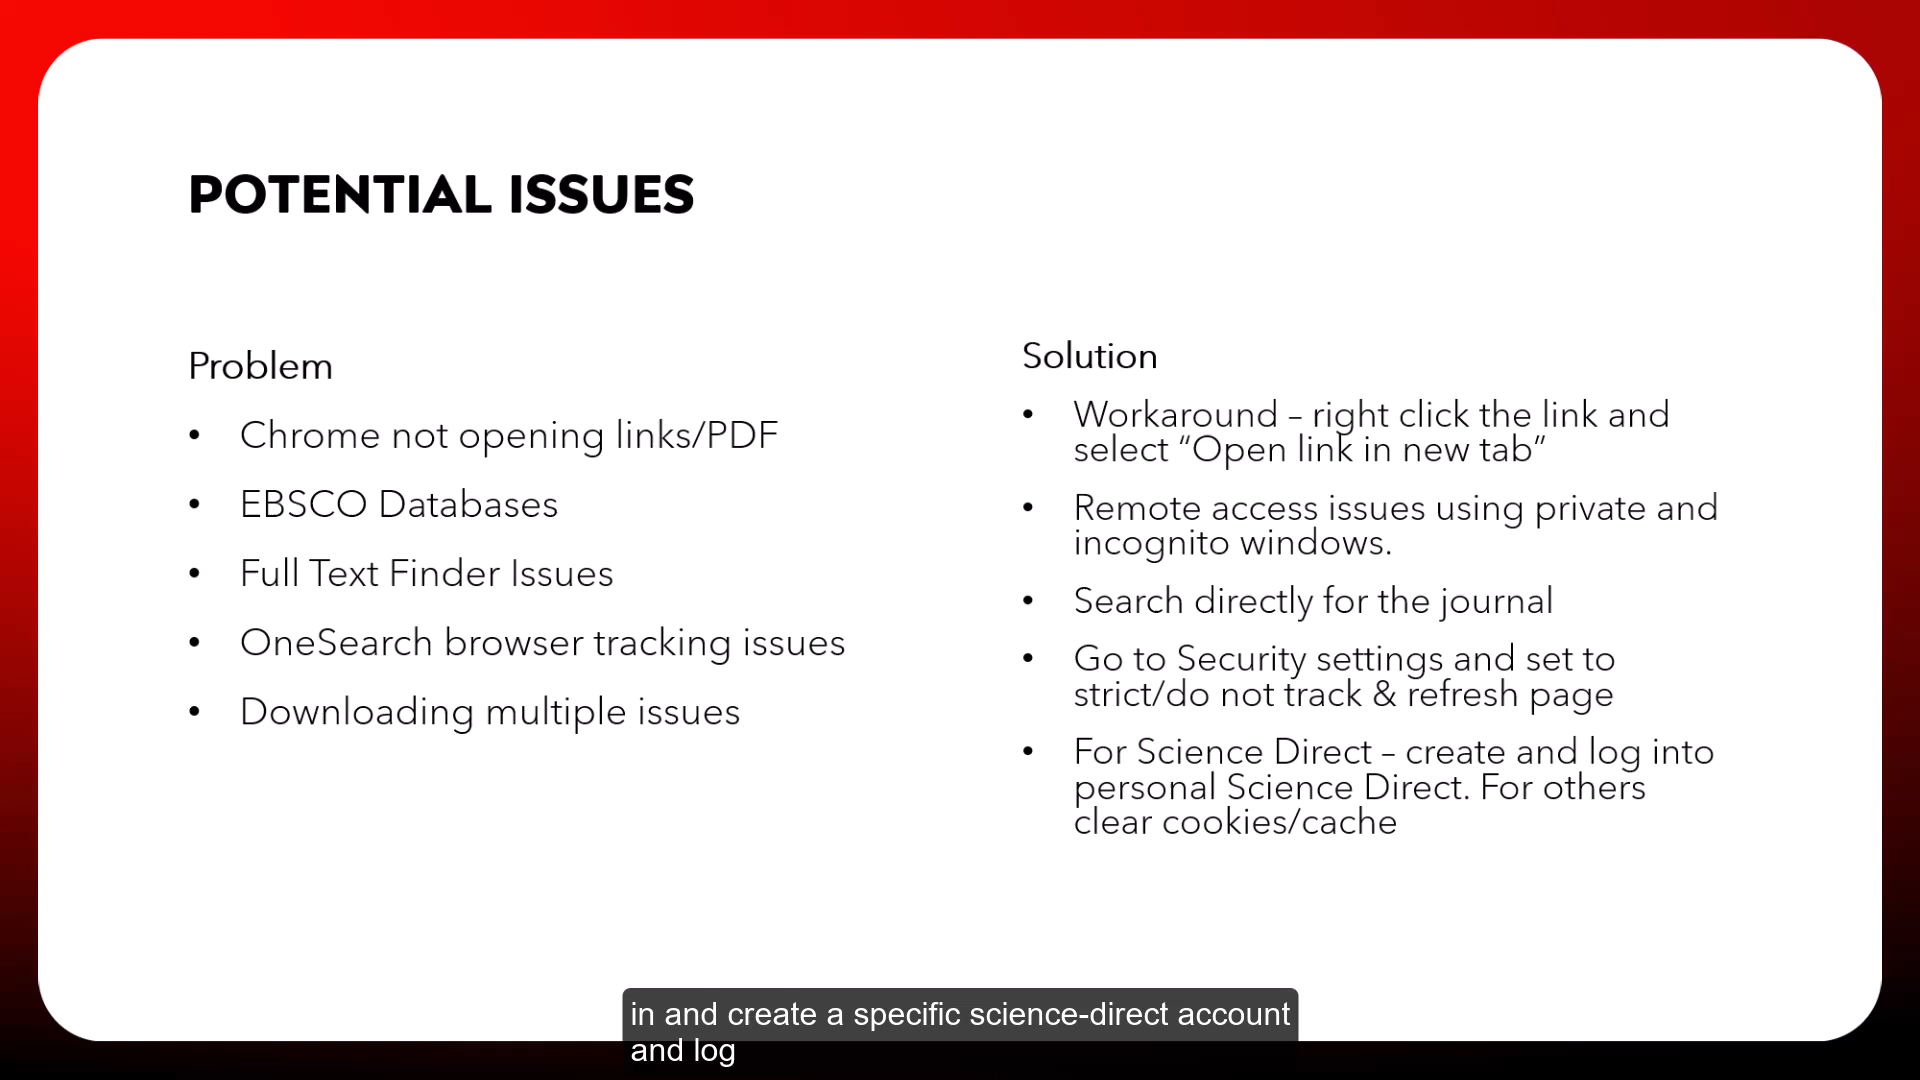 POTENTIAL ISSUES
Problem
• Chrome not opening links/PDF
• EBSCO Databases
• Full Text Finder Issues
• OneSearch browser tracking issues
• Downloading multiple issues
Solution
• Workaround – right click the link and
select “Open link in new tab”
• Remote access issues using private and
incognito windows.
• Search directly for the journal
• Go to Security settings and set to
strict/do not track & refresh page
• For Science Direct – create and log into
personal Science Direct. For others
clear cookies/cache
in and create a specific science-direct account
and log